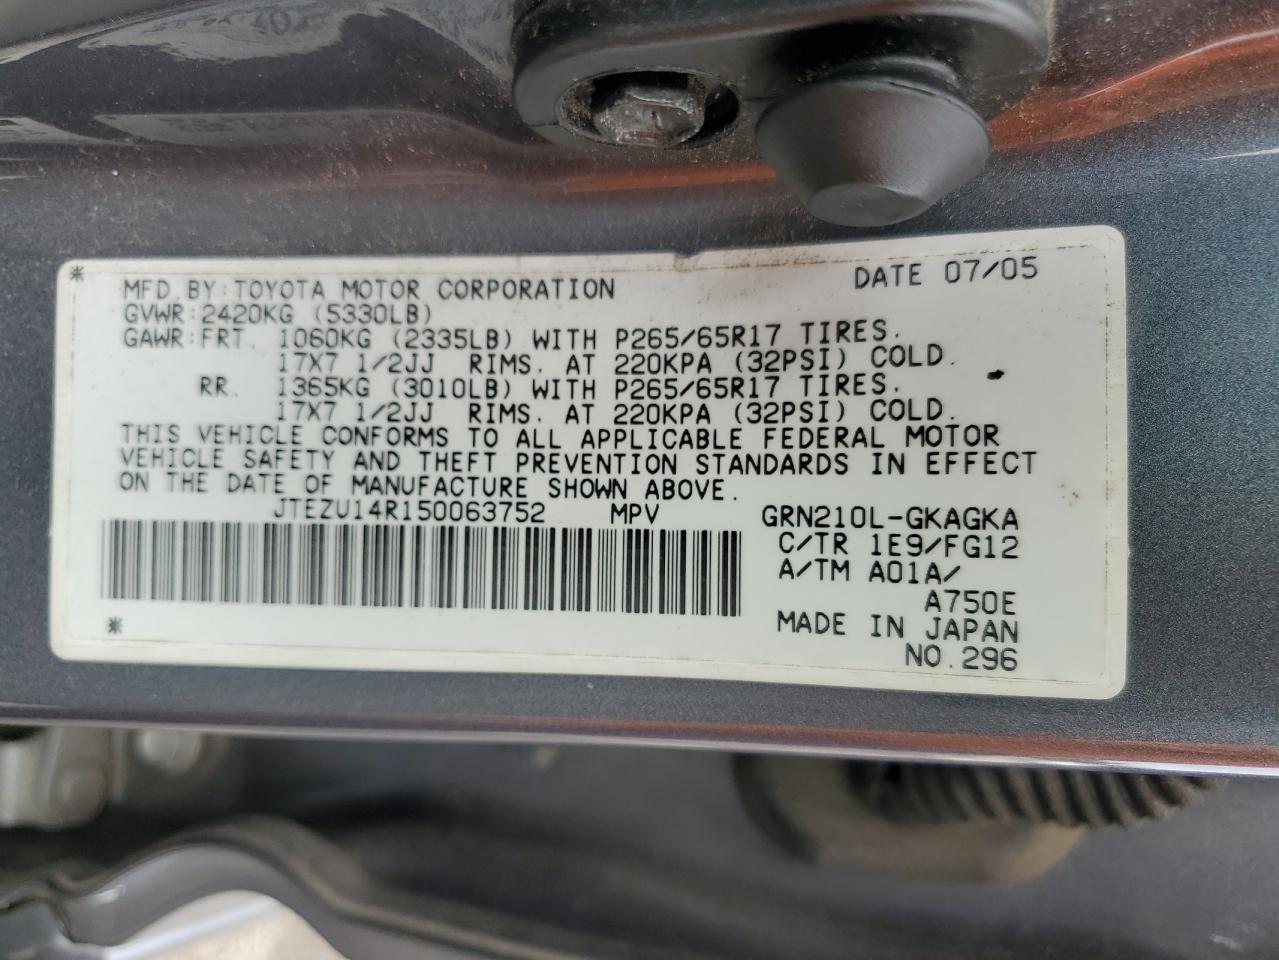 * MFD.BY:TOYOTA MOTOR CORPORATION DATE 07/05
GVWR:2420KG (5330LB)
GAWR:FRT. 1060KG (2335LB) WITH P265/65R17 TIRES.
17X7 1/2JJ RIMS. AT 220KPA (32PSI) COLD.
RR. 1365KG (3010LB) WITH P265/65R17 TIRES.
17X7 1/2JJ RIMS. AT 220KPA (32PSI) COLD.
THIS VEHICLE CONFORMS TO ALL APPLICABLE FEDERAL MOTOR
VEHICLE SAFETY AND THEFT PREVENTION STANDARDS IN EFFECT
ON THE DATE OF MANUFACTURE SHOWN ABOVE.
JTEZU14R150063752 MPV GRN210L-GKAGKA
C/TR 1E9/FG12
A/TM A01A/
A750E
* MADE IN JAPAN
NO.296